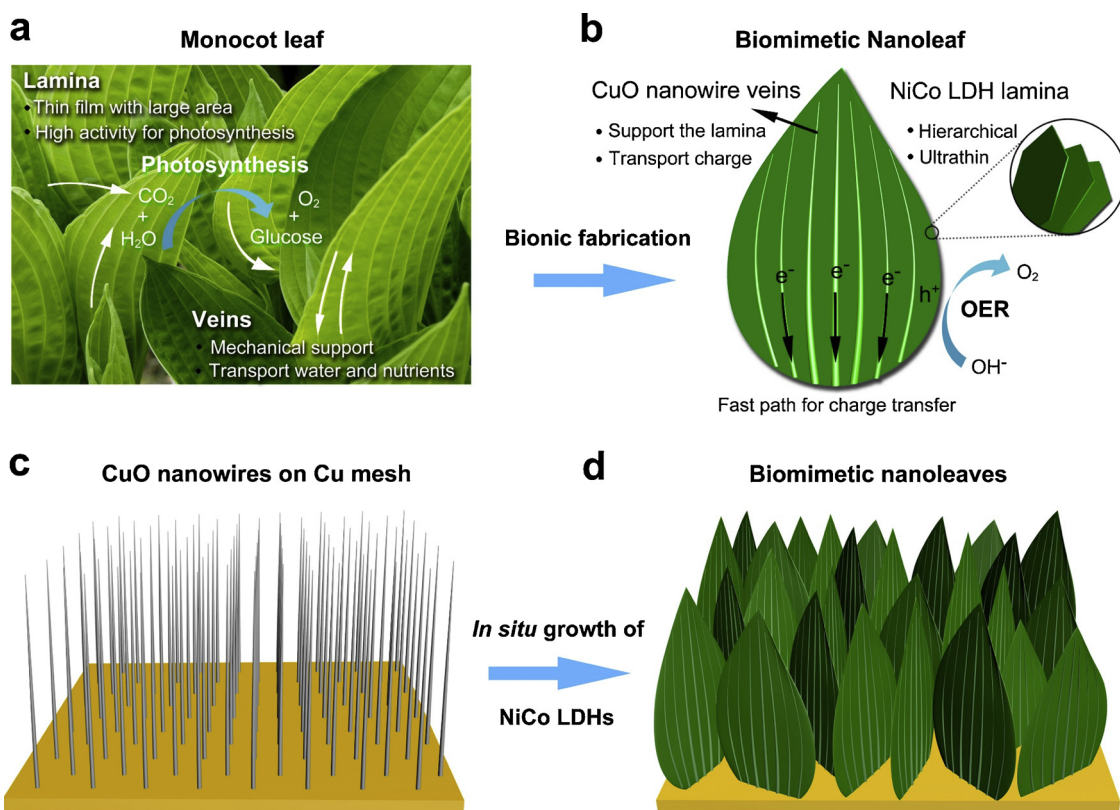 a
Monocot leaf
Lamina
• Thin film with large area
• High activity for photosynthesis
Photosynthesis
CO₂
+
H₂O
O₂
+
Glucose
Veins
• Mechanical support
• Transport water and nutrients
Bionic fabrication
b
Biomimetic Nanoleaf
CuO nanowire veins
• Support the lamina
• Transport charge
NiCo LDH lamina
• Hierarchical
• Ultrathin
e⁻
e⁻
e⁻
h⁺
O₂
OER
OH⁻
Fast path for charge transfer
c
CuO nanowires on Cu mesh
In situ growth of
NiCo LDHs
d
Biomimetic nanoleaves